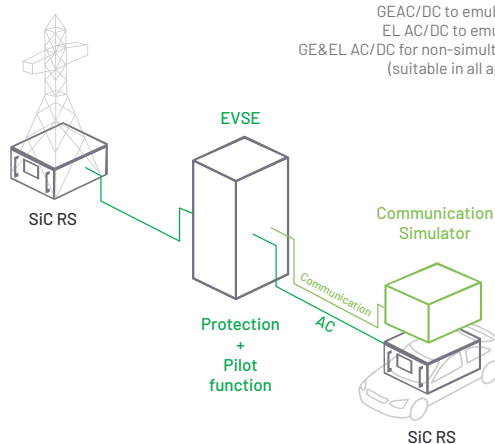 GEAC/DC to emul
EL AC/DC to emu
GE&EL AC/DC for non-simult
(suitable in all a
EVSE
SiC RS
Communication
Simulator
Communication
AC
Protection
+
Pilot
function
SiC RS